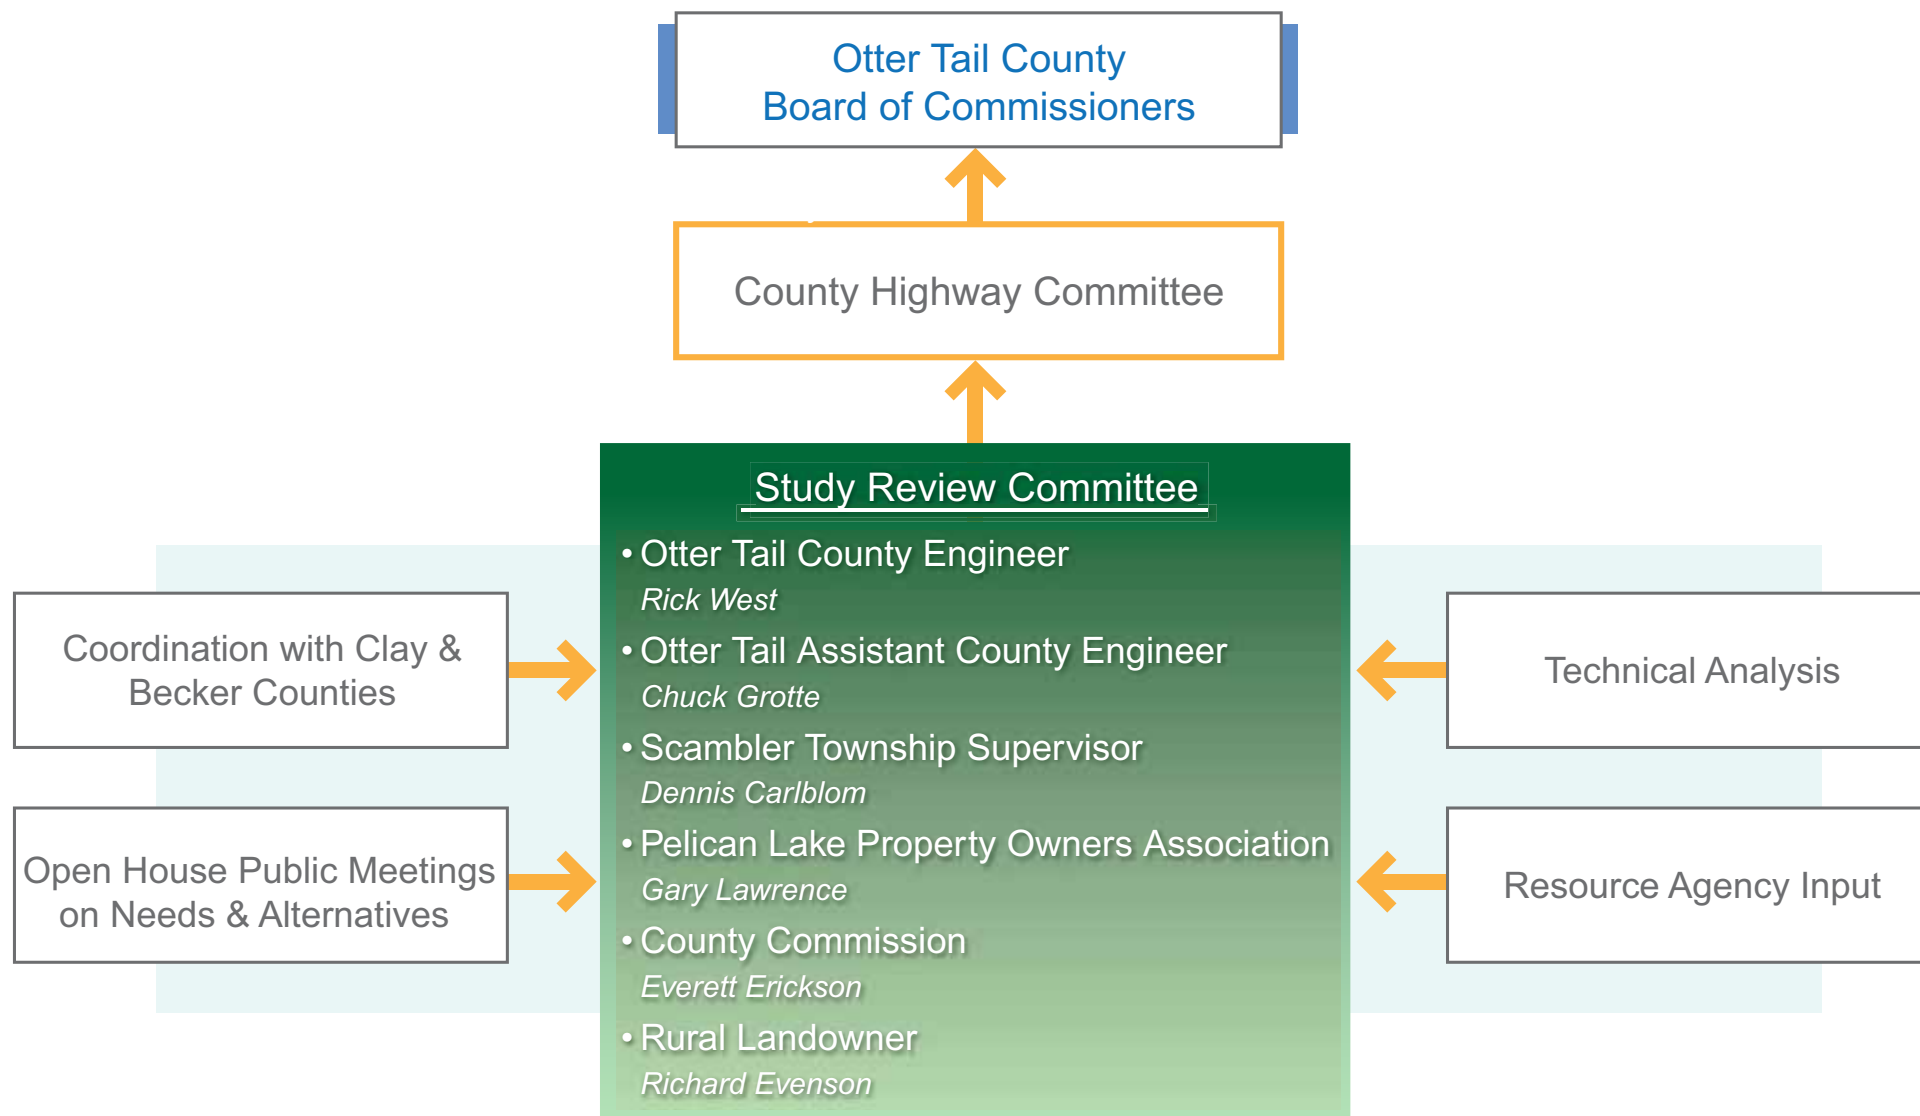 Otter Tail County
Board of Commissioners
County Highway Committee
Study Review Committee
• Otter Tail County Engineer
Rick West
• Otter Tail Assistant County Engineer
Chuck Grotte
• Scambler Township Supervisor
Dennis Carlblom
• Pelican Lake Property Owners Association
Gary Lawrence
• County Commission
Everett Erickson
• Rural Landowner
Richard Evenson
Coordination with Clay &
Becker Counties
Open House Public Meetings
on Needs & Alternatives
Technical Analysis
Resource Agency Input